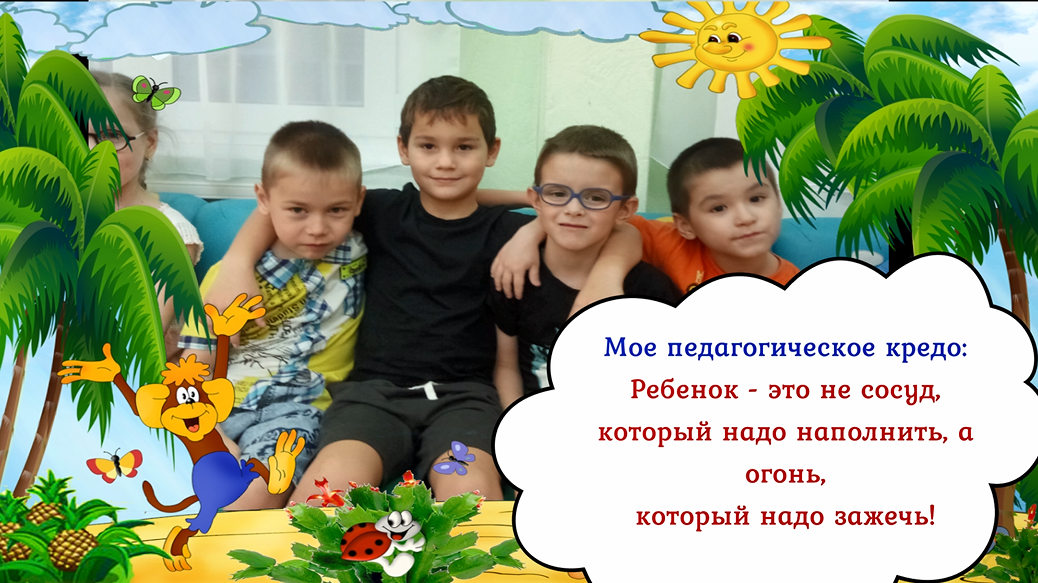 Мое педагогическое кредо:
Ребенок - это не сосуд,
который надо наполнить, а
огонь,
который надо зажечь!